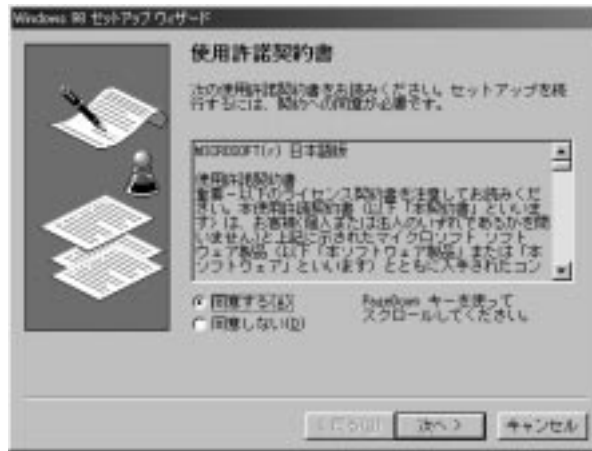 Windows 98 セットアップ ウィザード
使用許諾契約書
次の使用許諾契約書をお読みください。セットアップを続
行するには、契約への同意が必要です。
MICROSOFT(r) 日本語版
使用許諾契約書
重要－以下のライセンス契約書を注意してお読みくだ
さい。本使用許諾契約書 (以下「本契約書」といいま
す) は、お客様(個人または法人のいずれであるかを問
いません)と上記に示されたマイクロソフト ソフト
ウェア製品 (以下「本ソフトウェア製品」または「本
ソフトウェア」といいます) とともに入手されたコン
同意する(A)
同意しない(D)
PageDown キーを使って
スクロールしてください。
< 戻る(B)
次へ >
キャンセル